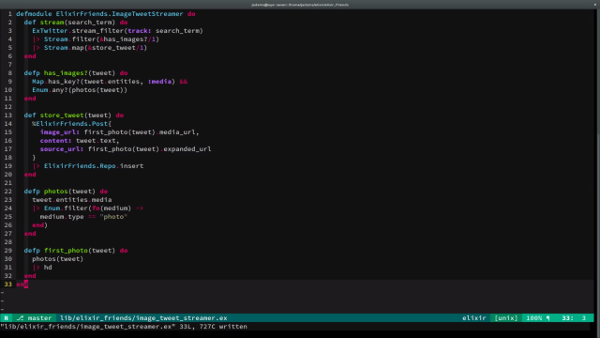 1 defmodule ElixirFriends.ImageTweetStreamer do
2 def stream(search_term) do
3 ExTwitter.stream_filter(track: search_term)
4 |> Stream.filter(&has_images?/1)
5 |> Stream.map(&store_tweet/1)
6 end
7
8 defp has_images?(tweet) do
9 Map.has_key?(tweet.entities, :media) &&
10 Enum.any?(photos(tweet))
11 end
12
13 def store_tweet(tweet) do
14 %ElixirFriends.Post{
15 image_url: first_photo(tweet).media_url,
16 content: tweet.text,
17 source_url: first_photo(tweet).expanded_url
18 }
19 |> ElixirFriends.Repo.insert
20 end
21
22 defp photos(tweet) do
23 tweet.entities.media
24 |> Enum.filter(fn(medium) ->
25 medium.type == "photo"
26 end)
27 end
28
29 defp first_photo(tweet) do
30 photos(tweet)
31 |> hd
32 end
33 end
~
~
~
N master lib/elixir_friends/image_tweet_streamer.ex elixir [unix] 100% ¶ 33: 3
"lib/elixir_friends/image_tweet_streamer.ex" 33L, 727C written